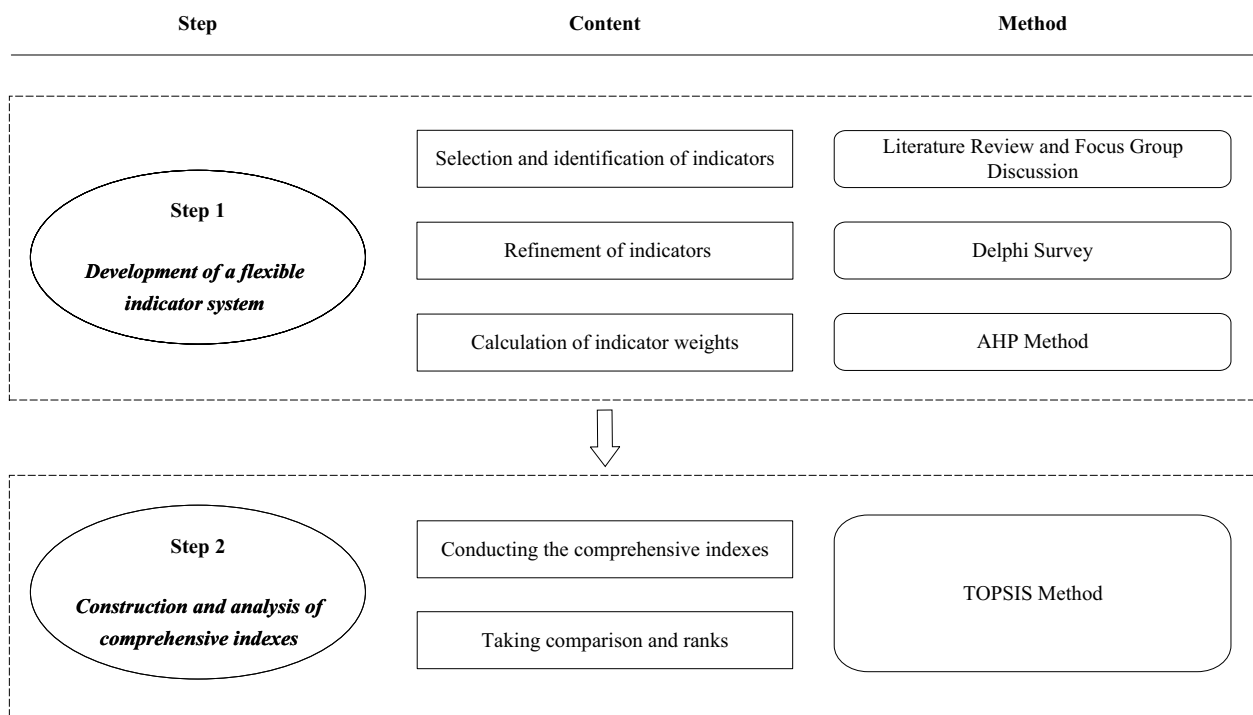 Step
Content
Method
Step 1
Development of a flexible
indicator system
Selection and identification of indicators
Literature Review and Focus Group
Discussion
Refinement of indicators
Delphi Survey
Calculation of indicator weights
AHP Method
Step 2
Construction and analysis of
comprehensive indexes
Conducting the comprehensive indexes
Taking comparison and ranks
TOPSIS Method